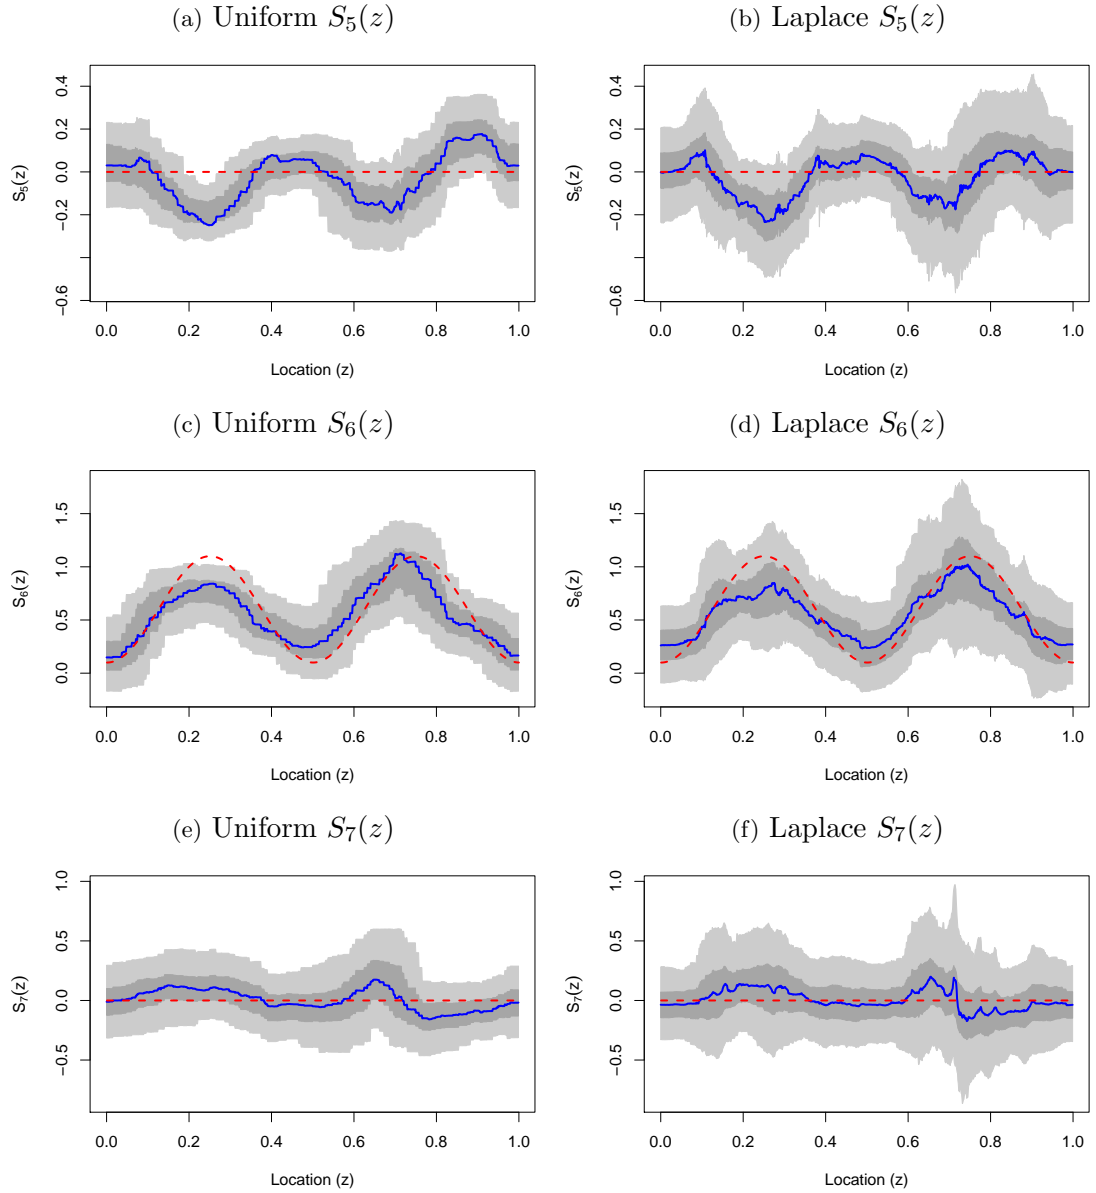 (a) Uniform S5(z)
(b) Laplace S5(z)
S5(z)
−0.6 −0.2 0.0 0.2 0.4
0.0 0.2 0.4 0.6 0.8 1.0
Location (z)
S5(z)
−0.6 −0.2 0.0 0.2 0.4
0.0 0.2 0.4 0.6 0.8 1.0
Location (z)
(c) Uniform S6(z)
(d) Laplace S6(z)
S6(z)
0.0 0.5 1.0 1.5
0.0 0.2 0.4 0.6 0.8 1.0
Location (z)
S6(z)
0.0 0.5 1.0 1.5
0.0 0.2 0.4 0.6 0.8 1.0
Location (z)
(e) Uniform S7(z)
(f) Laplace S7(z)
S7(z)
−0.5 0.0 0.5 1.0
0.0 0.2 0.4 0.6 0.8 1.0
Location (z)
S7(z)
−0.5 0.0 0.5 1.0
0.0 0.2 0.4 0.6 0.8 1.0
Location (z)